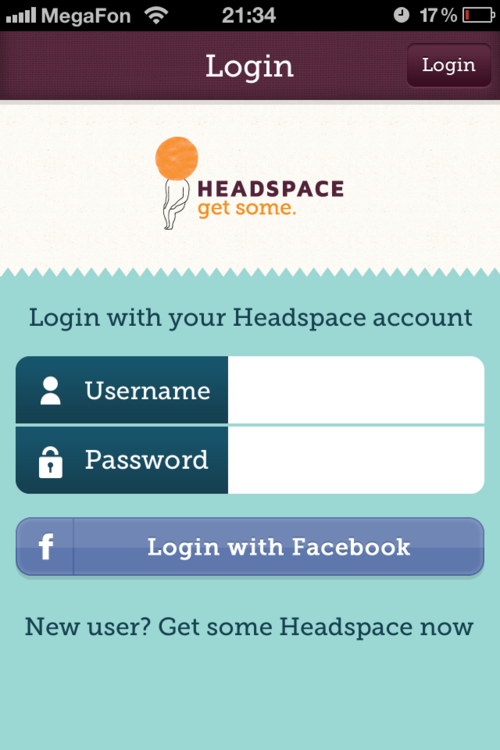 MegaFon 21:34 17%
Login Login
HEADSPACE
get some.
Login with your Headspace account
Username
Password
f Login with Facebook
New user? Get some Headspace now